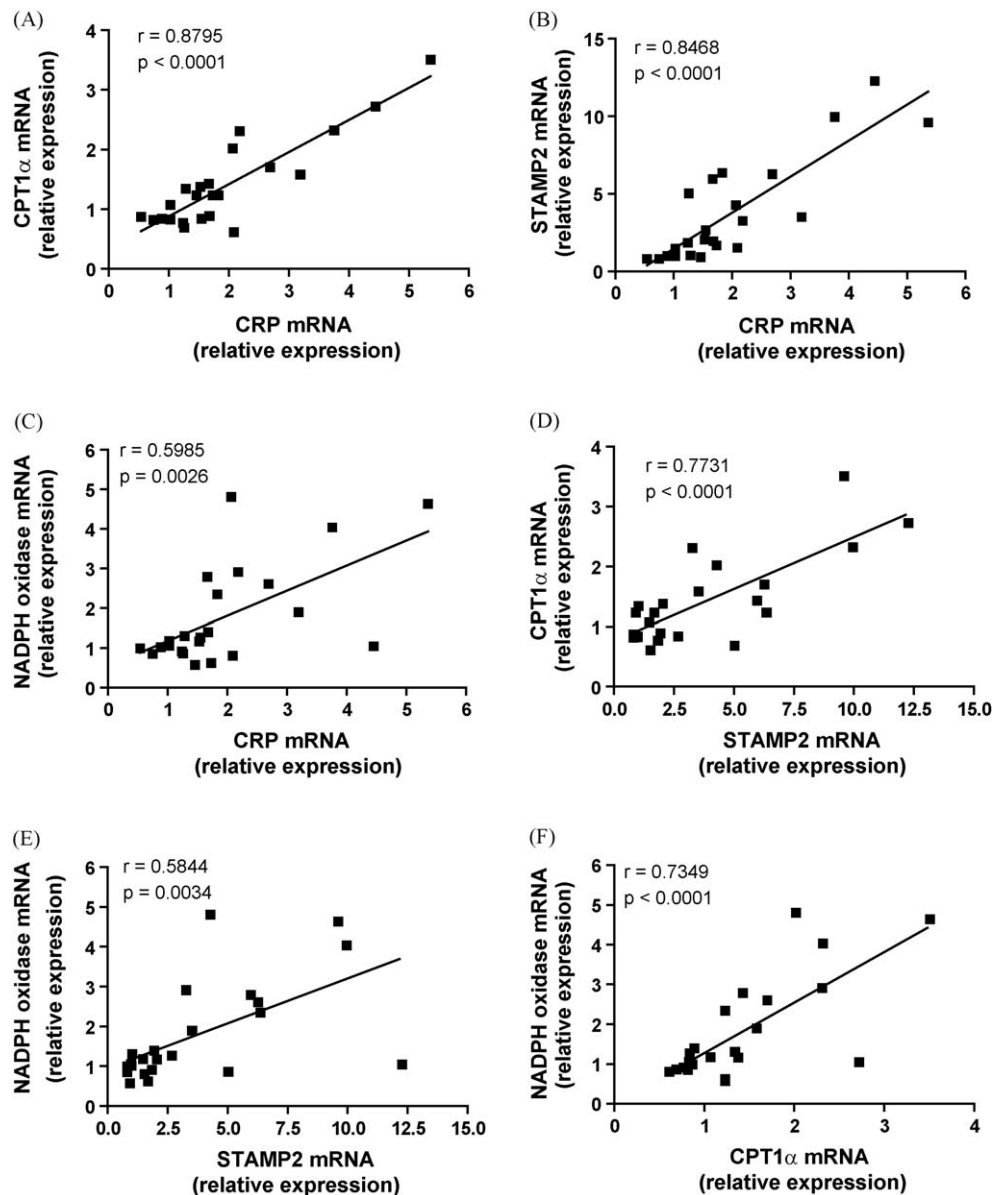 (A)
r = 0.8795
p < 0.0001
CPT1α mRNA
(relative expression)
4
3
2
1
0
0 1 2 3 4 5 6
CRP mRNA
(relative expression)
(B)
r = 0.8468
p < 0.0001
STAMP2 mRNA
(relative expression)
15
10
5
0
0 1 2 3 4 5 6
CRP mRNA
(relative expression)
(C)
r = 0.5985
p = 0.0026
NADPH oxidase mRNA
(relative expression)
6
5
4
3
2
1
0
0 1 2 3 4 5 6
CRP mRNA
(relative expression)
(D)
r = 0.7731
p < 0.0001
CPT1α mRNA
(relative expression)
4
3
2
1
0
0.0 2.5 5.0 7.5 10.0 12.5 15.0
STAMP2 mRNA
(relative expression)
(E)
r = 0.5844
p = 0.0034
NADPH oxidase mRNA
(relative expression)
6
5
4
3
2
1
0
0.0 2.5 5.0 7.5 10.0 12.5 15.0
STAMP2 mRNA
(relative expression)
(F)
r = 0.7349
p < 0.0001
NADPH oxidase mRNA
(relative expression)
6
5
4
3
2
1
0
0 1 2 3 4
CPT1α mRNA
(relative expression)